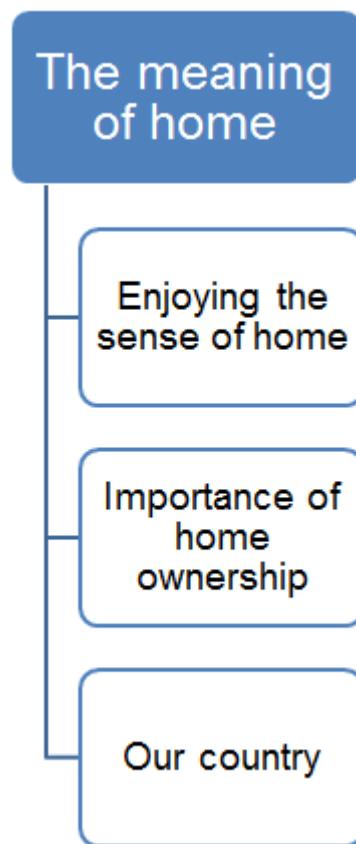 The meaning
of home
Enjoying the
sense of home
Importance of
home
ownership
Our country